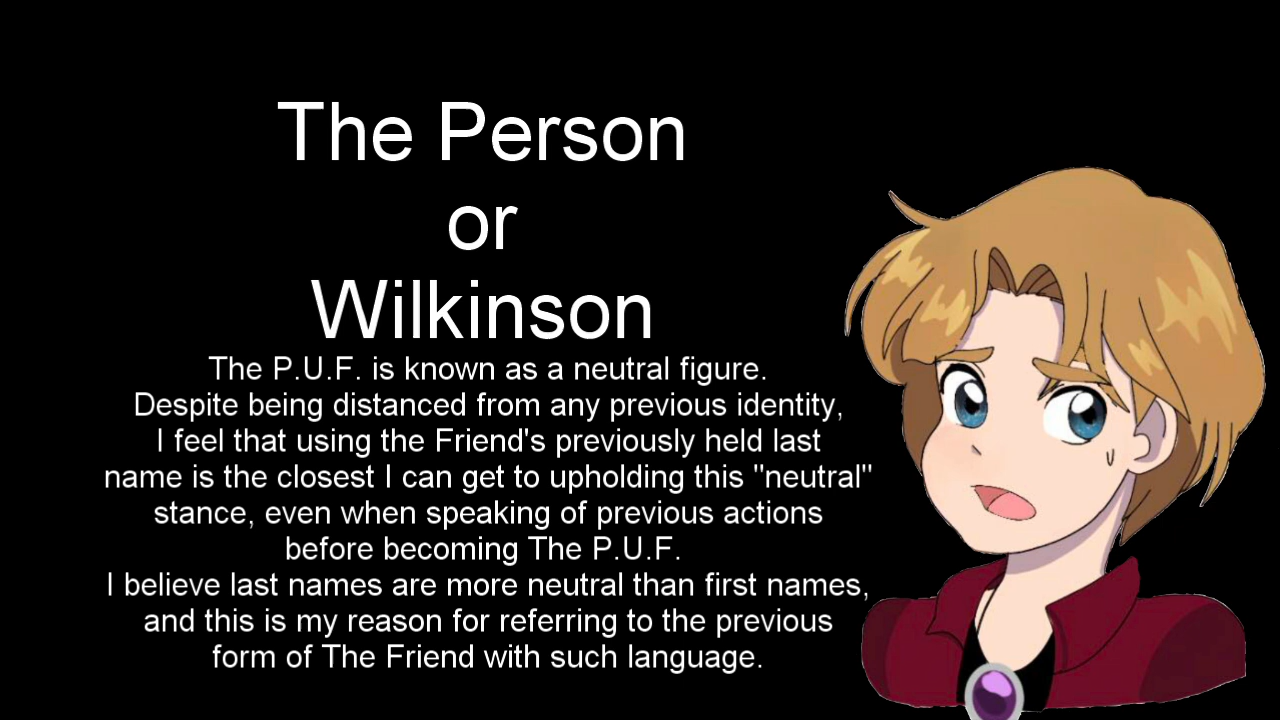 The Person
or
Wilkinson
The P.U.F. is known as a neutral figure.
Despite being distanced from any previous identity,
I feel that using the Friend's previously held last
name is the closest I can get to upholding this "neutral"
stance, even when speaking of previous actions
before becoming The P.U.F.
I believe last names are more neutral than first names,
and this is my reason for referring to the previous
form of The Friend with such language.